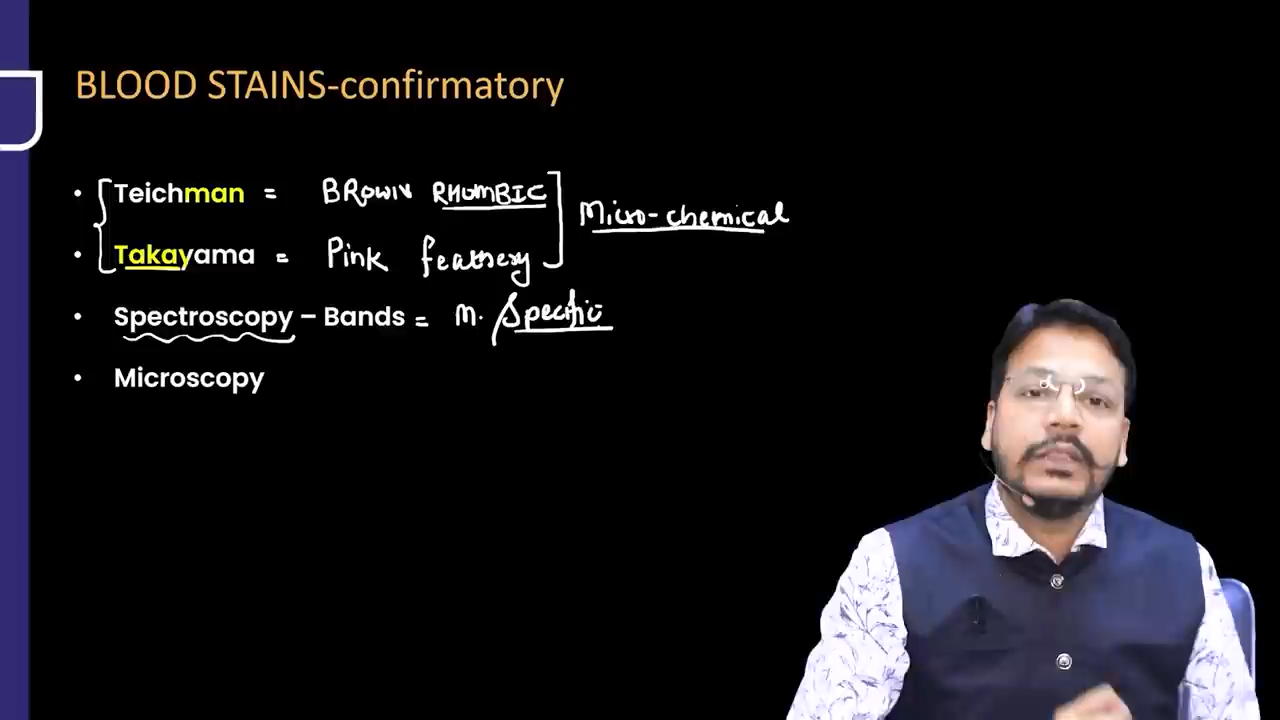 BLOOD STAINS-confirmatory
• Teichman = BROWN RHOMBIC
Micro-chemical
• Takayama = Pink feathery
• Spectroscopy – Bands = M. Specific
• Microscopy